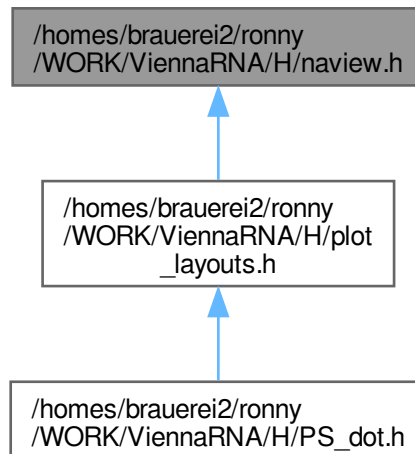 /homes/brauerei2/ronny
/WORK/ViennaRNA/H/naview.h
/homes/brauerei2/ronny
/WORK/ViennaRNA/H/plot
_layouts.h
/homes/brauerei2/ronny
/WORK/ViennaRNA/H/PS_dot.h